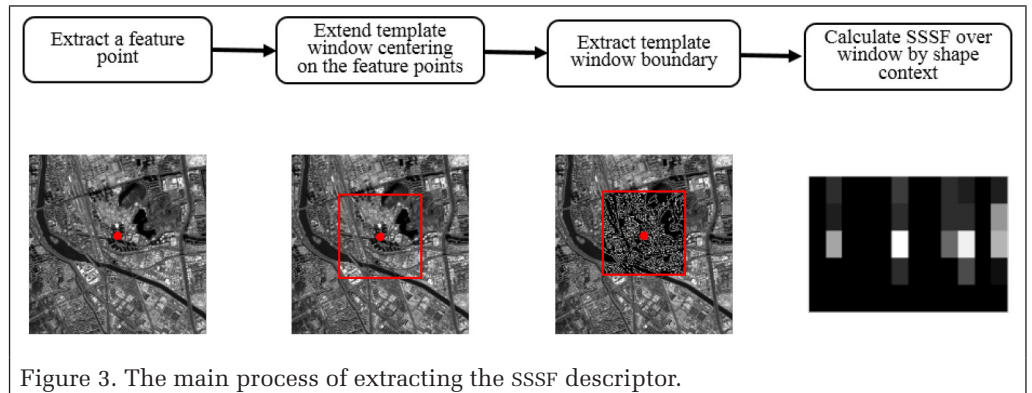 Extract a feature
point
Extend template
window centering
on the feature points
Extract template
window boundary
Calculate SSSF over
window by shape
context
Figure 3. The main process of extracting the SSSF descriptor.